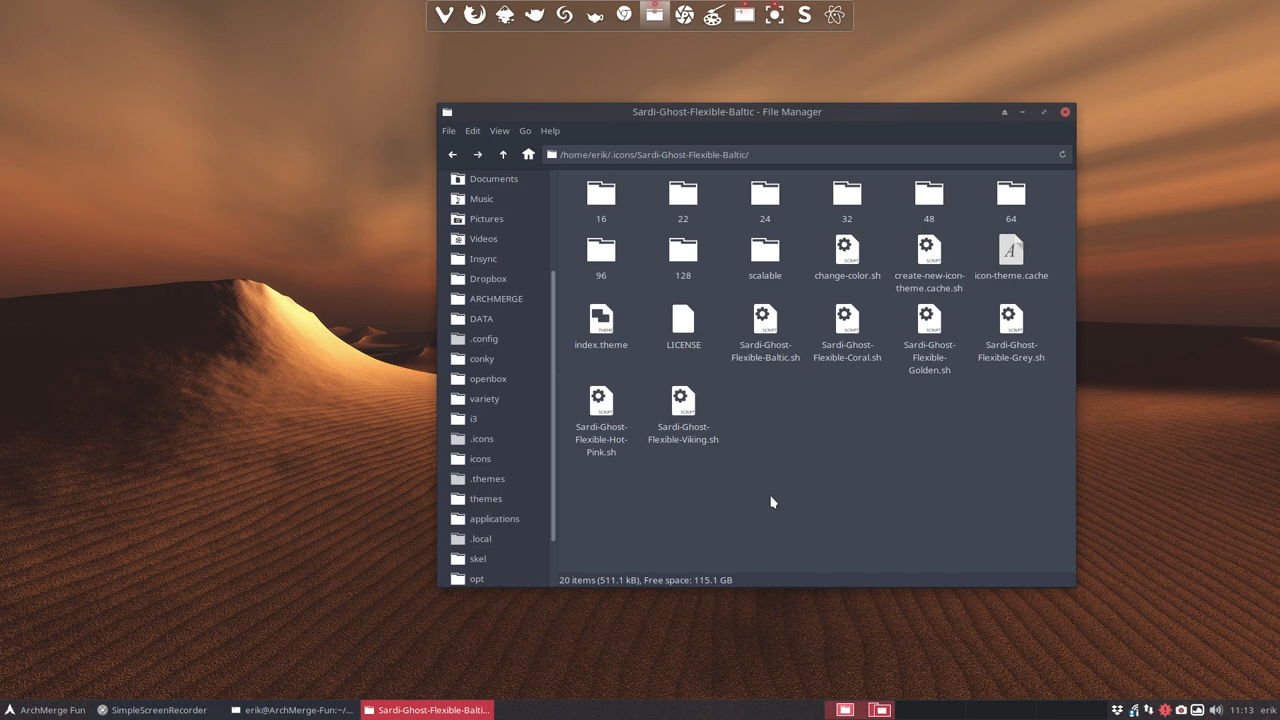 Sardi-Ghost-Flexible-Baltic - File Manager
File Edit View Go Help
/home/erik/.icons/Sardi-Ghost-Flexible-Baltic/
Documents
Music
Pictures
Videos
Insync
Dropbox
ARCHMERGE
DATA
.config
conky
openbox
variety
i3
.icons
icons
.themes
themes
applications
.local
skel
opt
16 22 24 32 48 64
96 128 scalable change-color.sh create-new-icon-
theme.cache.sh
icon-theme.cache
index.theme LICENSE
Sardi-Ghost-
Flexible-Baltic.sh
Sardi-Ghost-
Flexible-Coral.sh
Sardi-Ghost-
Flexible-
Golden.sh
Sardi-Ghost-
Flexible-Grey.sh
Sardi-Ghost-
Flexible-Hot-
Pink.sh
Sardi-Ghost-
Flexible-Viking.sh
20 items (511.1 kB), Free space: 115.1 GB
ArchMerge Fun SimpleScreenRecorder erik@ArchMerge-Fun:~/... Sardi-Ghost-Flexible-Balti... 11:13 erik